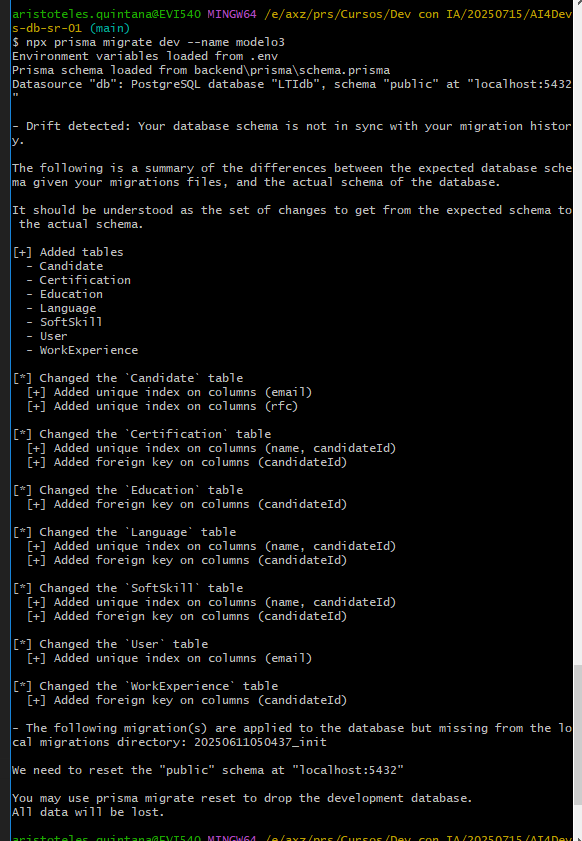 aristoteles.quintana@EVI540 MINGW64 /e/axz/prs/Cursos/Dev con IA/20250715/AI4Dev
s-db-sr-01 (main)
$ npx prisma migrate dev --name modelo3
Environment variables loaded from .env
Prisma schema loaded from backend\prisma\schema.prisma
Datasource "db": PostgreSQL database "LTIdb", schema "public" at "localhost:5432
"
- Drift detected: Your database schema is not in sync with your migration histor
y.
The following is a summary of the differences between the expected database sche
ma given your migrations files, and the actual schema of the database.
It should be understood as the set of changes to get from the expected schema to
the actual schema.
[+] Added tables
- Candidate
- Certification
- Education
- Language
- SoftSkill
- User
- WorkExperience
[*] Changed the `Candidate` table
[+] Added unique index on columns (email)
[+] Added unique index on columns (rfc)
[*] Changed the `Certification` table
[+] Added unique index on columns (name, candidateId)
[+] Added foreign key on columns (candidateId)
[*] Changed the `Education` table
[+] Added foreign key on columns (candidateId)
[*] Changed the `Language` table
[+] Added unique index on columns (name, candidateId)
[+] Added foreign key on columns (candidateId)
[*] Changed the `SoftSkill` table
[+] Added unique index on columns (name, candidateId)
[+] Added foreign key on columns (candidateId)
[*] Changed the `User` table
[+] Added unique index on columns (email)
[*] Changed the `WorkExperience` table
[+] Added foreign key on columns (candidateId)
- The following migration(s) are applied to the database but missing from the lo
cal migrations directory: 20250611050437_init
We need to reset the "public" schema at "localhost:5432"
You may use prisma migrate reset to drop the development database.
All data will be lost.
aristoteles.quintana@EVI540 MINGW64 /e/axz/prs/Cursos/Dev con IA/20250715/AI4Dev